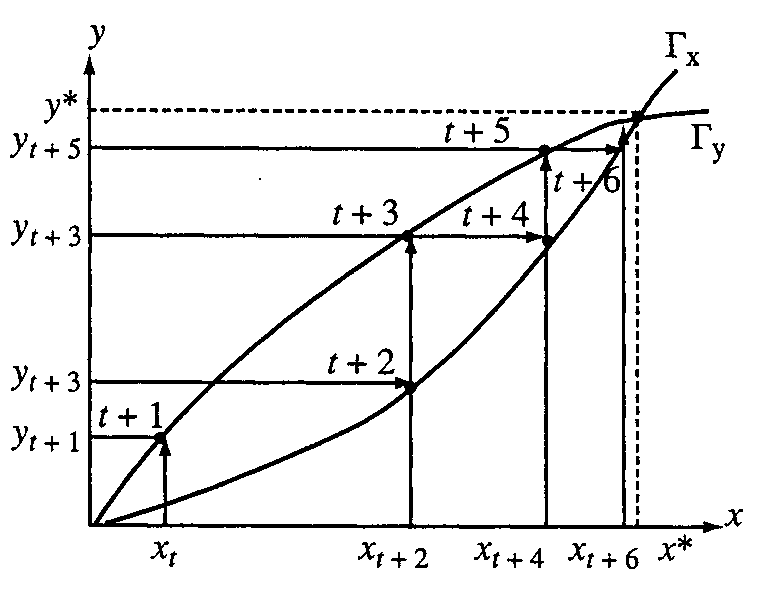 y
Γx
y*
Γy
yt + 5
t + 5
t + 6
t + 3
t + 4
yt + 3
t + 2
yt + 3
t + 1
yt + 1
x
xt
xt + 2
xt + 4
xt + 6
x*